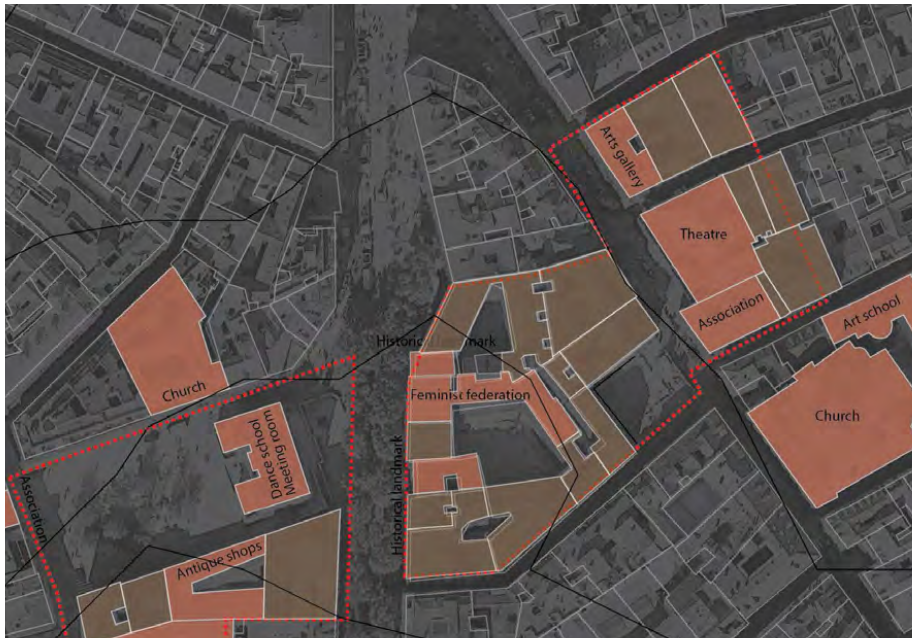 Arts gallery
Theatre
Association
Art school
Church
Historical landmark
Feminist federation
Church
Dance school
Meeting room
Historical landmark
Association
Antique shops